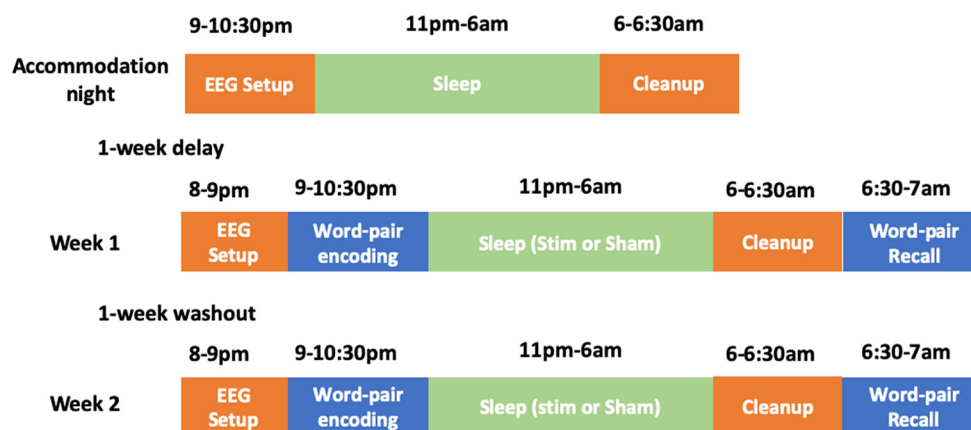 9-10:30pm 11pm-6am 6-6:30am
Accommodation
night
EEG Setup Sleep Cleanup
1-week delay
8-9pm 9-10:30pm 11pm-6am 6-6:30am 6:30-7am
Week 1
EEG
Setup
Word-pair
encoding
Sleep (Stim or Sham)
Cleanup
Word-pair
Recall
1-week washout
8-9pm 9-10:30pm 11pm-6am 6-6:30am 6:30-7am
Week 2
EEG
Setup
Word-pair
encoding
Sleep (stim or Sham)
Cleanup
Word-pair
Recall